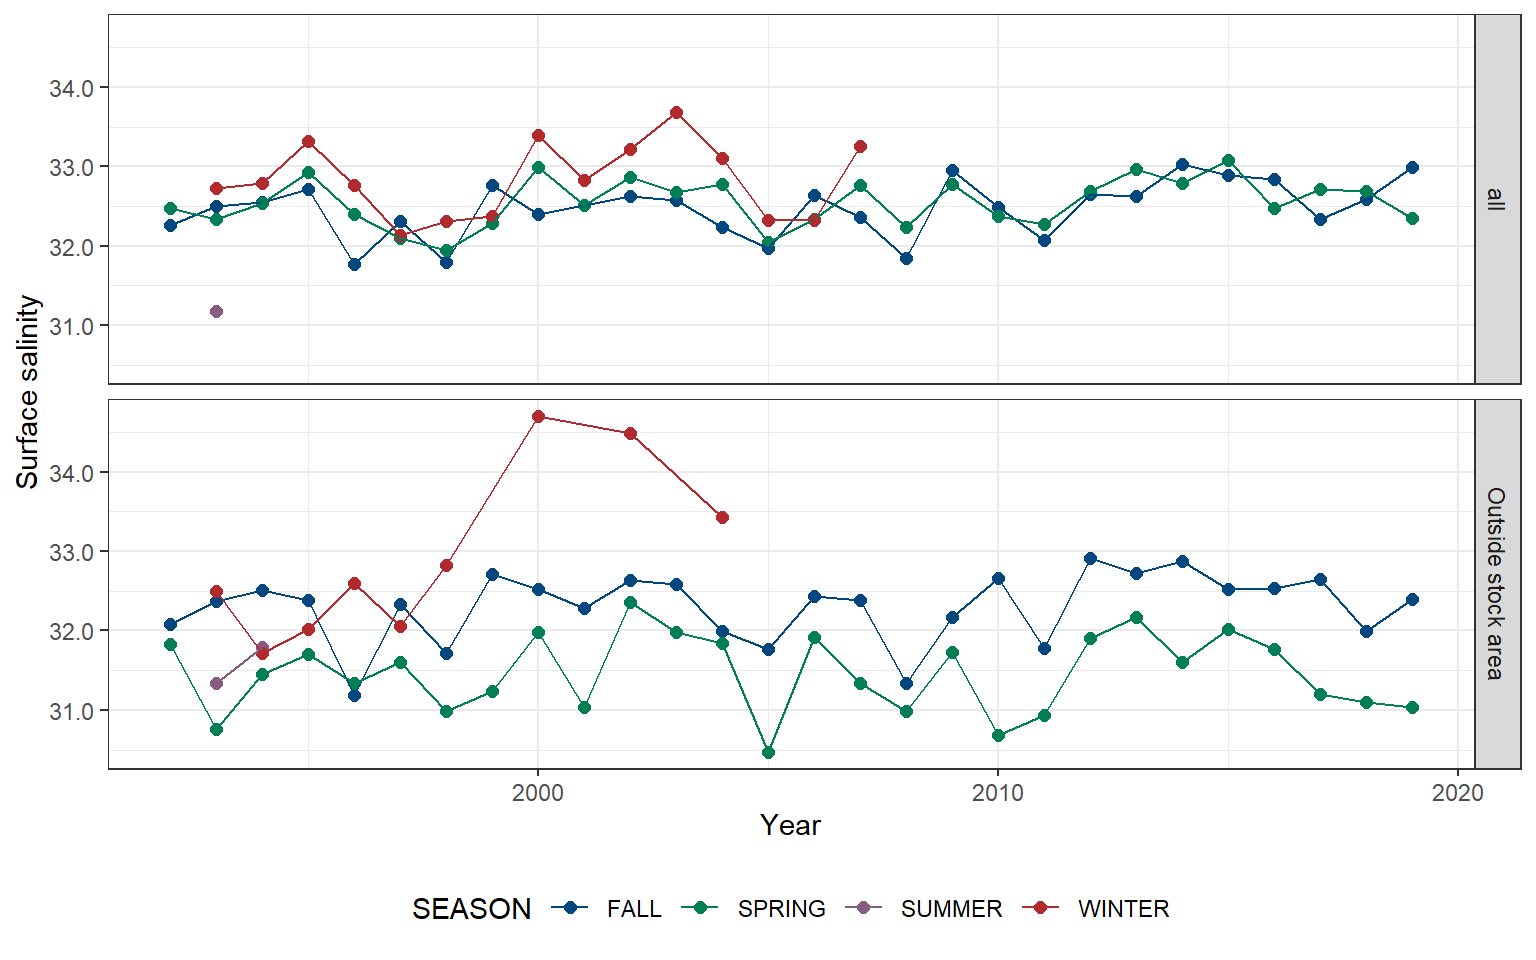 Surface salinity
34.0
33.0
32.0
31.0
all
34.0
33.0
32.0
31.0
Outside stock area
2000 2010 2020
Year
SEASON FALL SPRING SUMMER WINTER